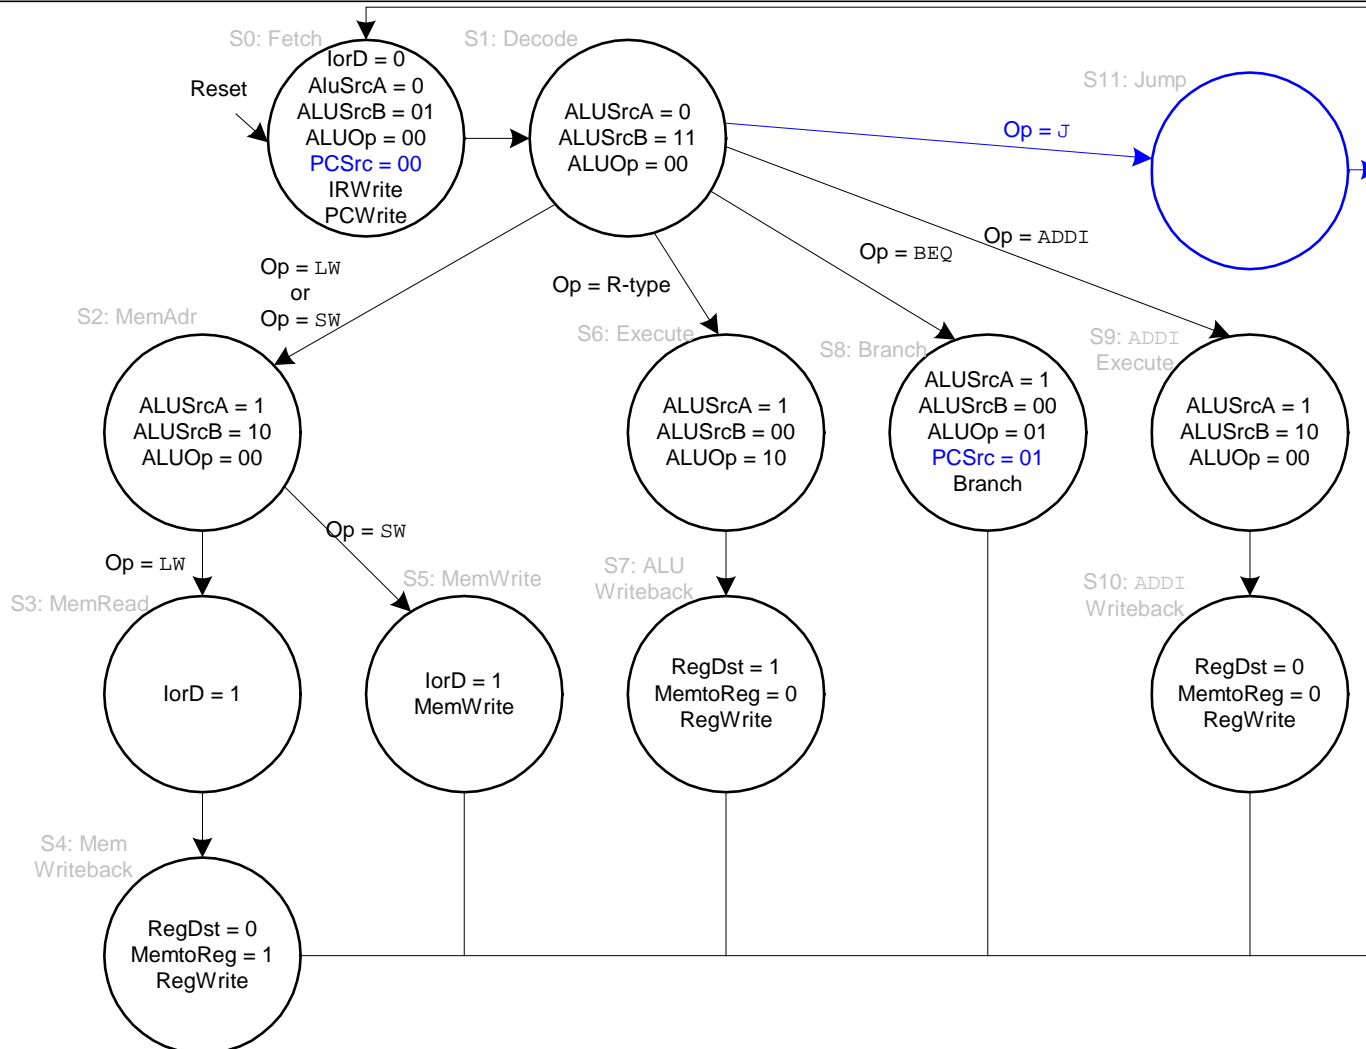 S0: Fetch
IorD = 0
AluSrcA = 0
ALUSrcB = 01
ALUOp = 00
PCSrc = 00
IRWrite
PCWrite
Reset
S1: Decode
ALUSrcA = 0
ALUSrcB = 11
ALUOp = 00
S11: Jump
Op = J
Op = ADDI
Op = BEQ
Op = R-type
Op = LW
or
Op = SW
S2: MemAdr
ALUSrcA = 1
ALUSrcB = 10
ALUOp = 00
S6: Execute
ALUSrcA = 1
ALUSrcB = 00
ALUOp = 10
S8: Branch
ALUSrcA = 1
ALUSrcB = 00
ALUOp = 01
PCSrc = 01
Branch
S9: ADDI
Execute
ALUSrcA = 1
ALUSrcB = 10
ALUOp = 00
Op = LW
Op = SW
S3: MemRead
IorD = 1
S5: MemWrite
IorD = 1
MemWrite
S7: ALU
Writeback
RegDst = 1
MemtoReg = 0
RegWrite
S10: ADDI
Writeback
RegDst = 0
MemtoReg = 0
RegWrite
S4: Mem
Writeback
RegDst = 0
MemtoReg = 1
RegWrite